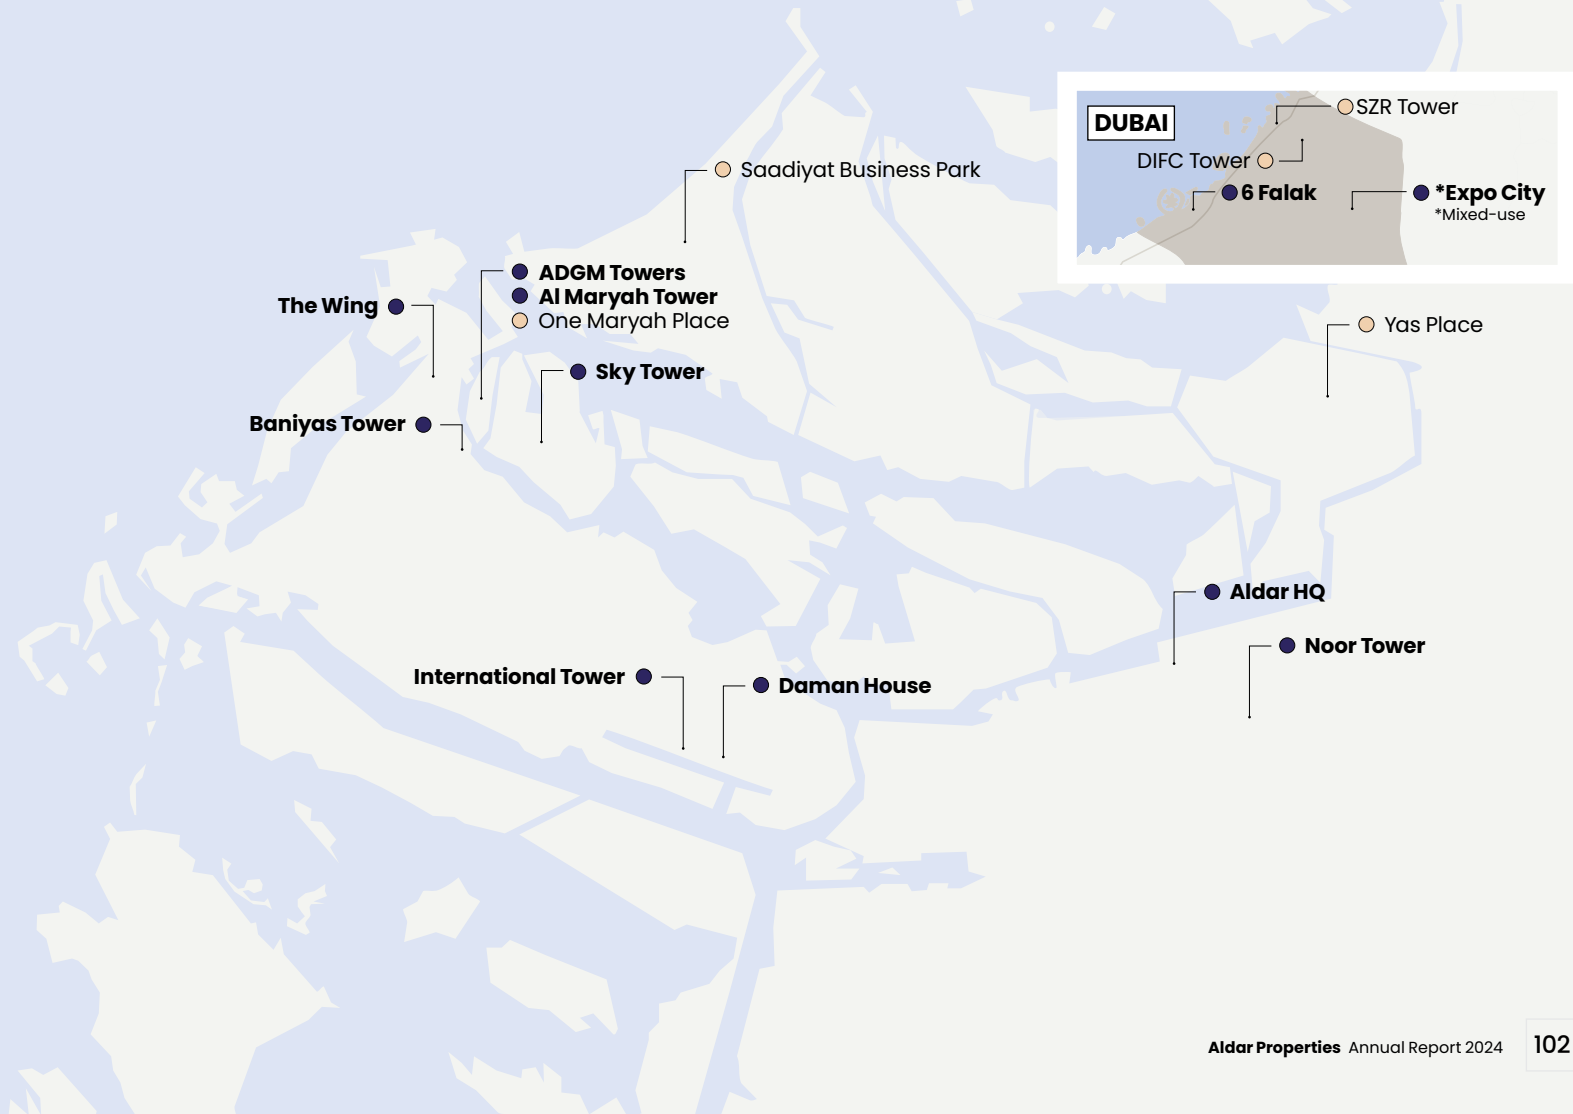 DUBAI
SZR Tower
DIFC Tower
6 Falak
*Expo City
*Mixed-use
Saadiyat Business Park
ADGM Towers
Al Maryah Tower
One Maryah Place
The Wing
Yas Place
Sky Tower
Baniyas Tower
Aldar HQ
Noor Tower
International Tower
Daman House
Aldar Properties Annual Report 2024
102